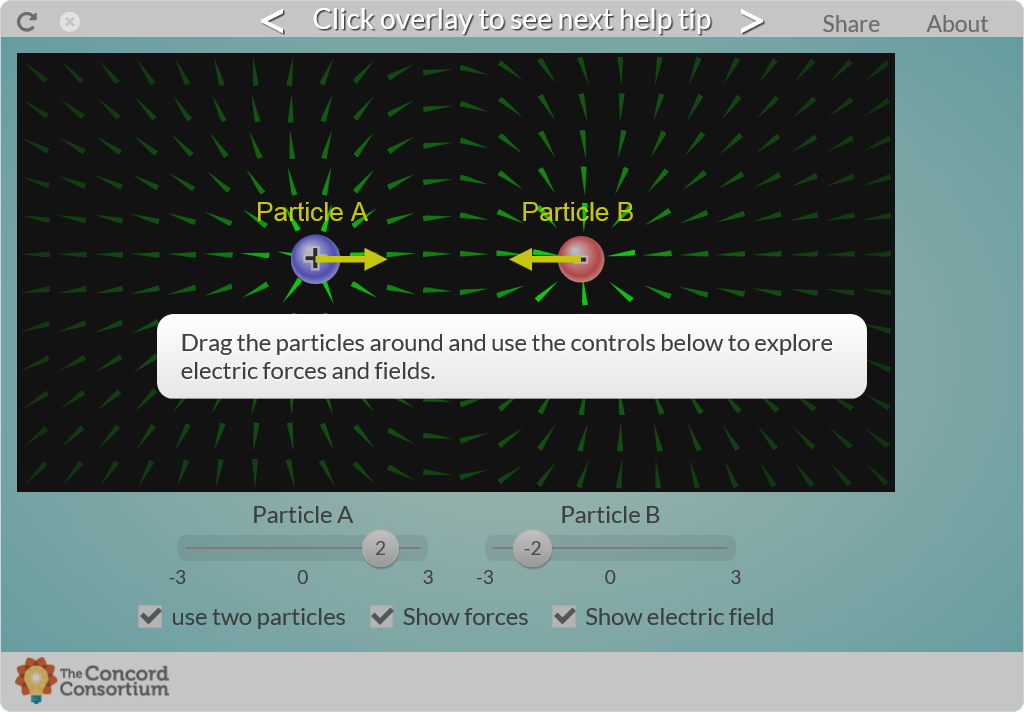 < Click overlay to see next help tip >
Share About
Particle A Particle B
+ -
Drag the particles around and use the controls below to explore
electric forces and fields.
Particle A Particle B
2 -2
-3 0 3 -3 0 3
use two particles Show forces Show electric field
The Concord
Consortium